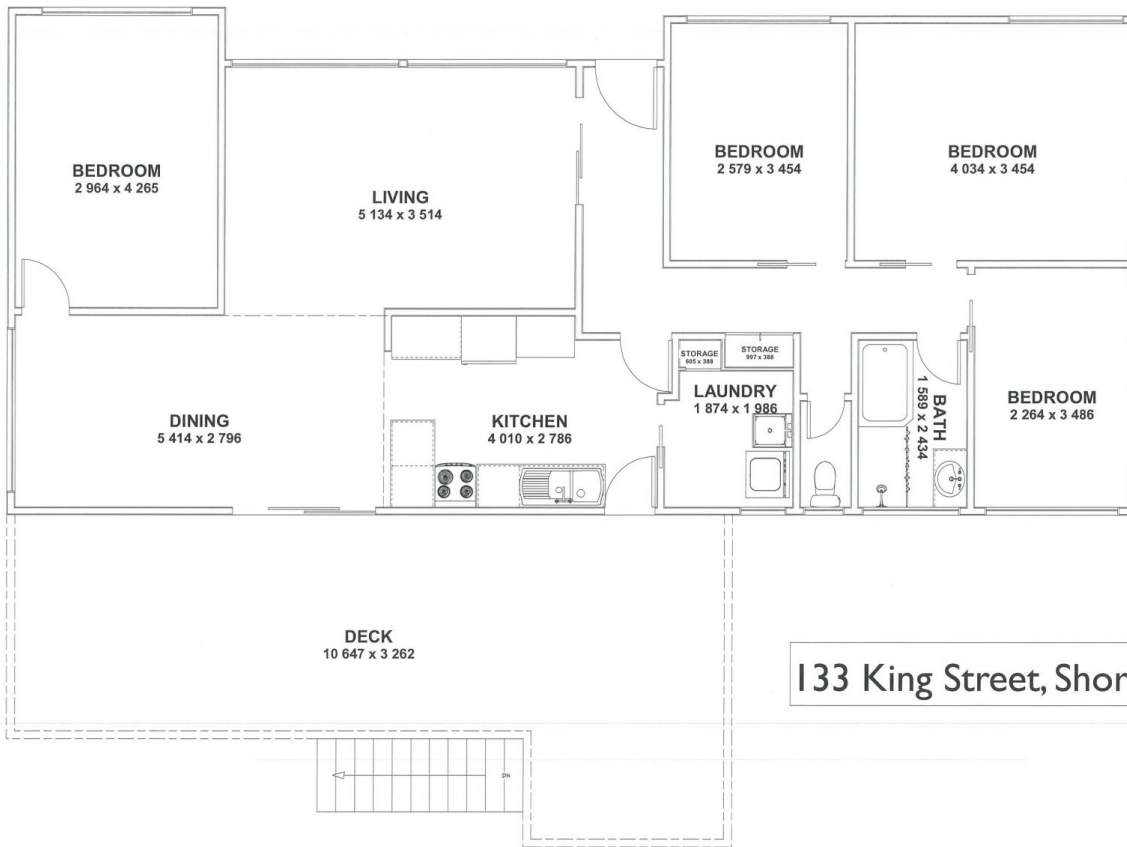 BEDROOM
2 964 x 4 265
LIVING
5 134 x 3 514
BEDROOM
2 579 x 3 454
BEDROOM
4 034 x 3 454
DINING
5 414 x 2 796
KITCHEN
4 010 x 2 786
STORAGE
605 x 388
STORAGE
997 x 388
LAUNDRY
1 874 x 1 986
BATH
1 589 x 2 434
BEDROOM
2 264 x 3 486
DECK
10 647 x 3 262
DN
133 King Street, Shor